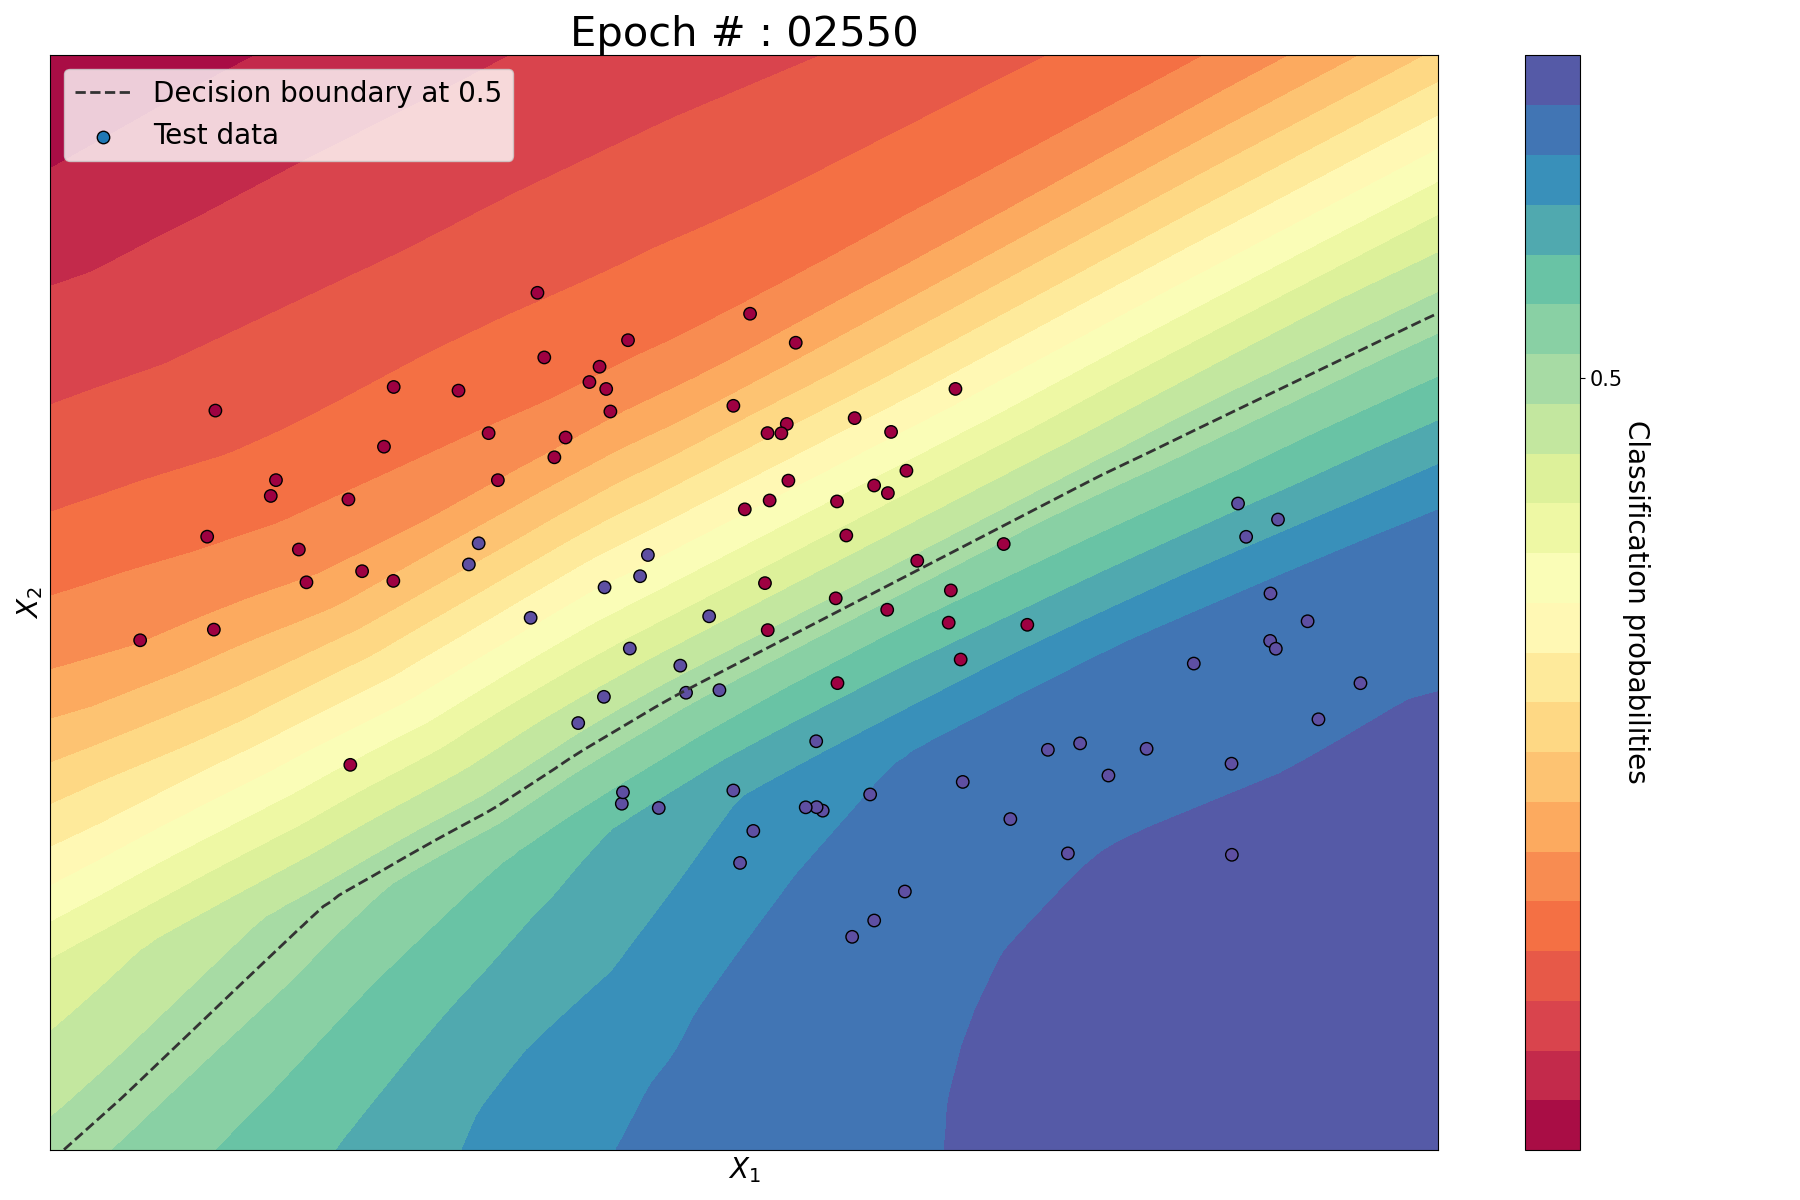 Epoch # : 02550
Decision boundary at 0.5
Test data
X₂
X₁
0.5
Classification probabilities